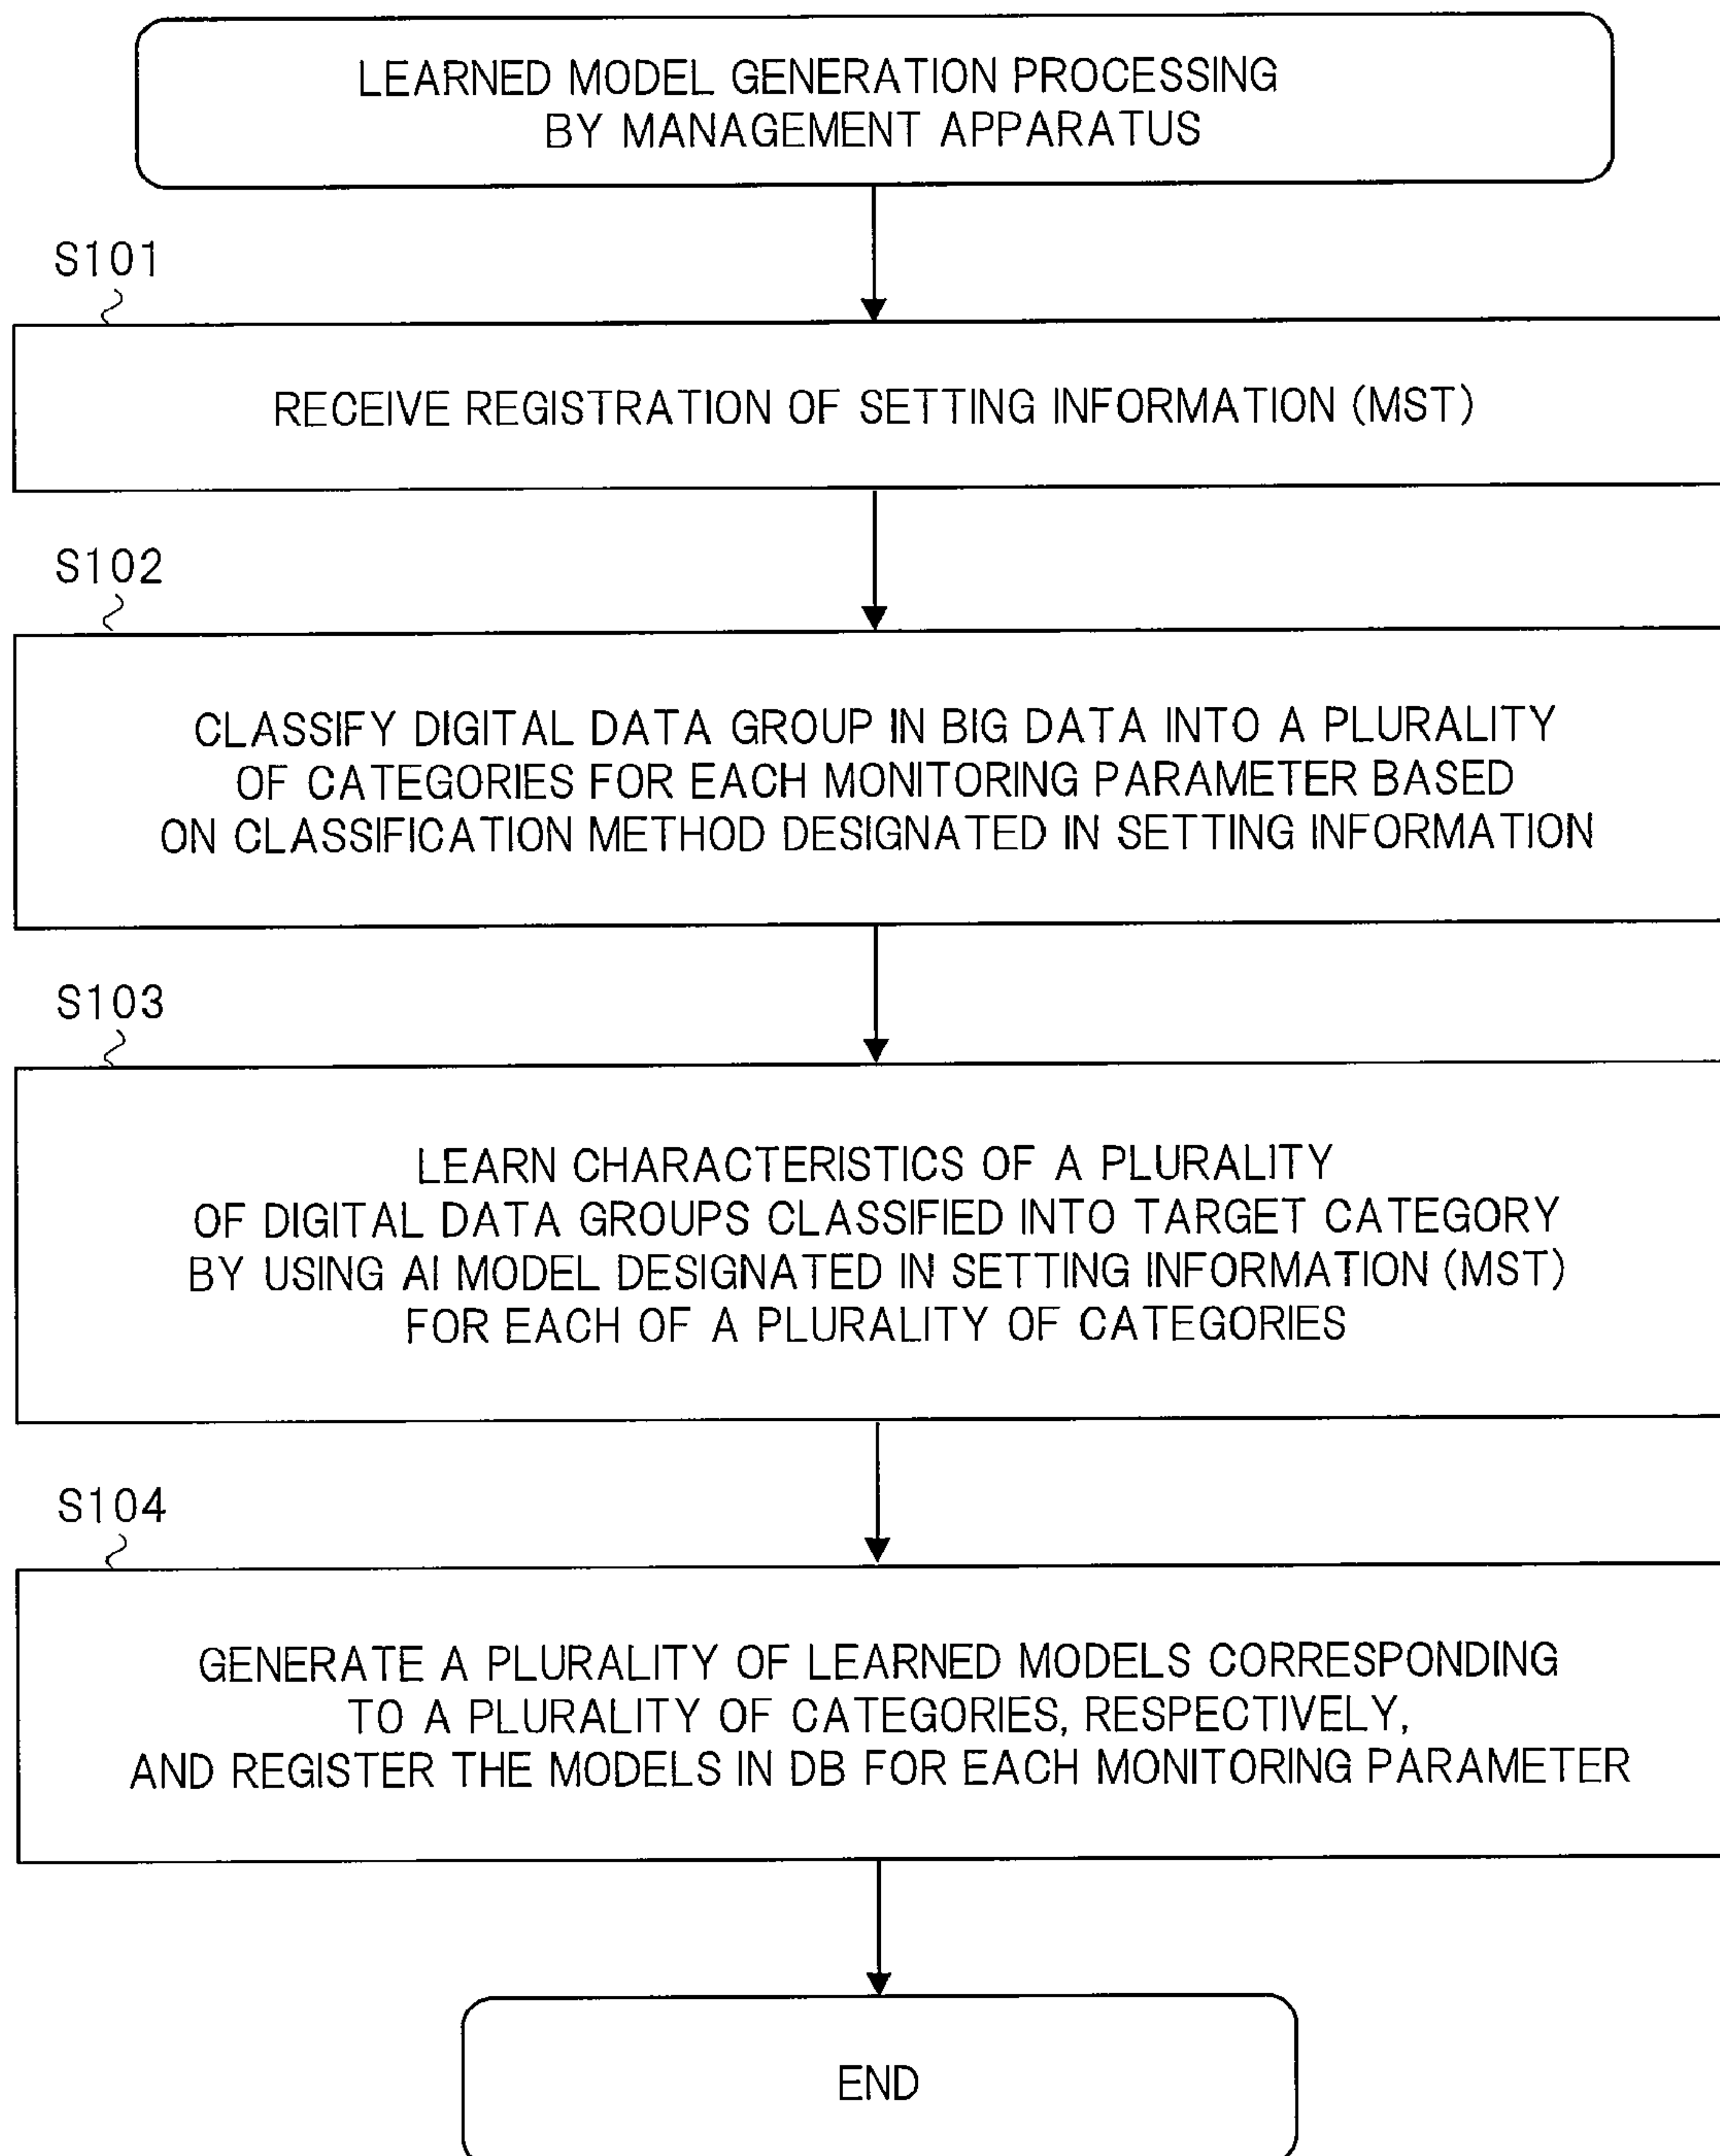 LEARNED MODEL GENERATION PROCESSING
BY MANAGEMENT APPARATUS
S101
RECEIVE REGISTRATION OF SETTING INFORMATION (MST)
S102
CLASSIFY DIGITAL DATA GROUP IN BIG DATA INTO A PLURALITY
OF CATEGORIES FOR EACH MONITORING PARAMETER BASED
ON CLASSIFICATION METHOD DESIGNATED IN SETTING INFORMATION
S103
LEARN CHARACTERISTICS OF A PLURALITY
OF DIGITAL DATA GROUPS CLASSIFIED INTO TARGET CATEGORY
BY USING AI MODEL DESIGNATED IN SETTING INFORMATION (MST)
FOR EACH OF A PLURALITY OF CATEGORIES
S104
GENERATE A PLURALITY OF LEARNED MODELS CORRESPONDING
TO A PLURALITY OF CATEGORIES, RESPECTIVELY,
AND REGISTER THE MODELS IN DB FOR EACH MONITORING PARAMETER
END